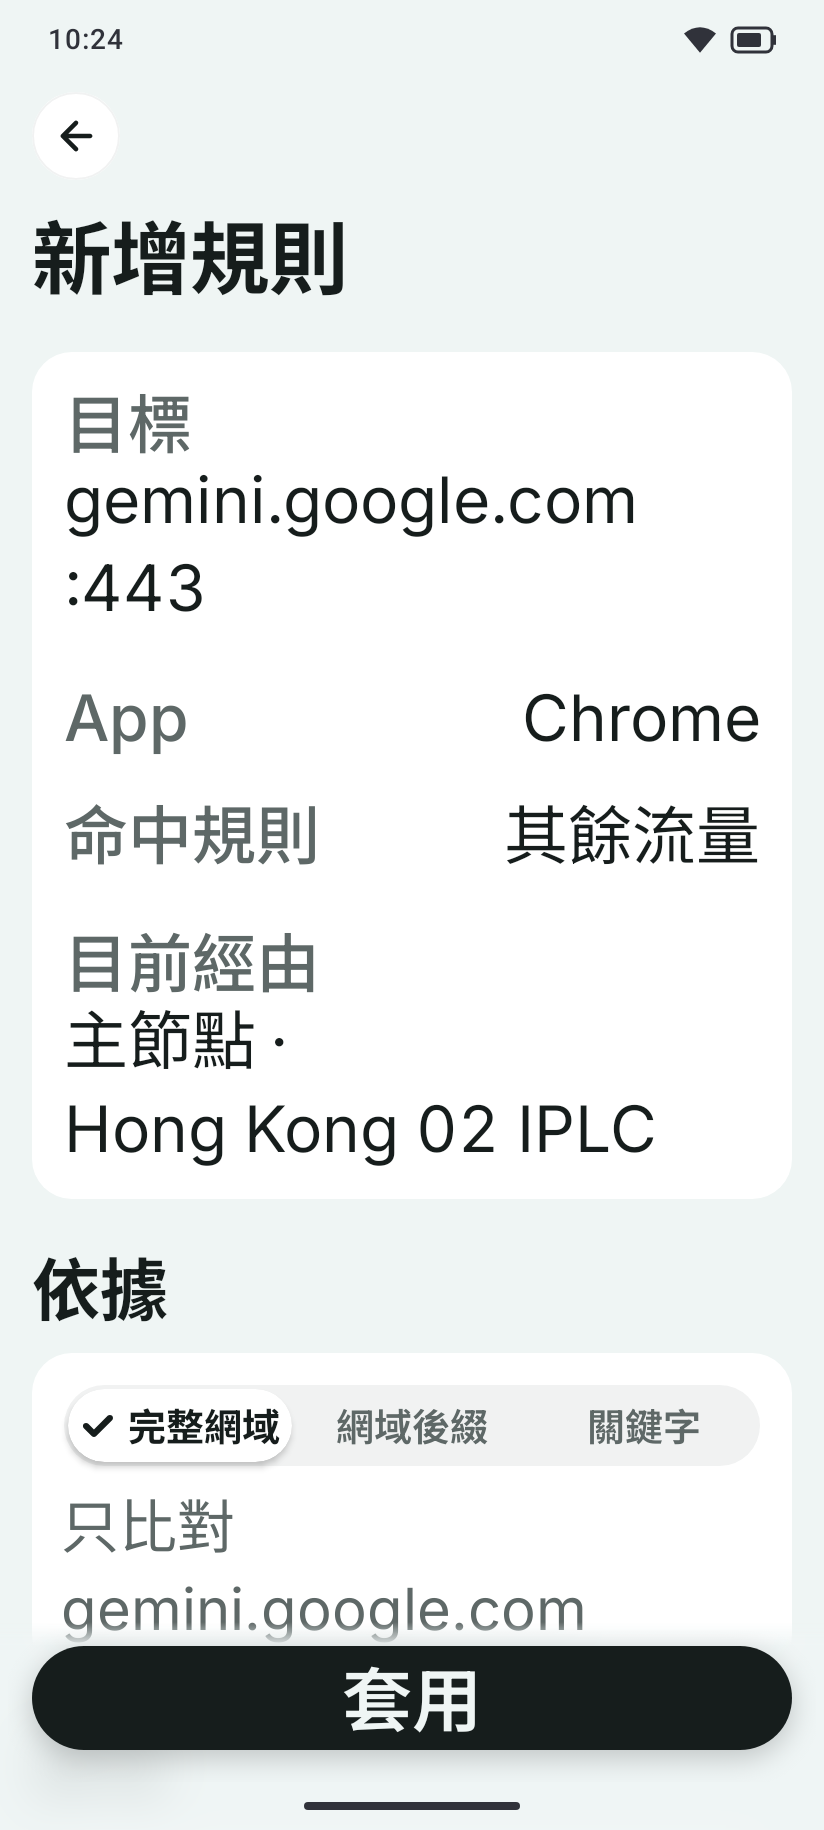 10:24
新增規則
目標
gemini.google.com
:443
App Chrome
命中規則 其餘流量
目前經由
主節點 ·
Hong Kong 02 IPLC
依據
完整網域 網域後綴 關鍵字
只比對
gemini.google.com
套用